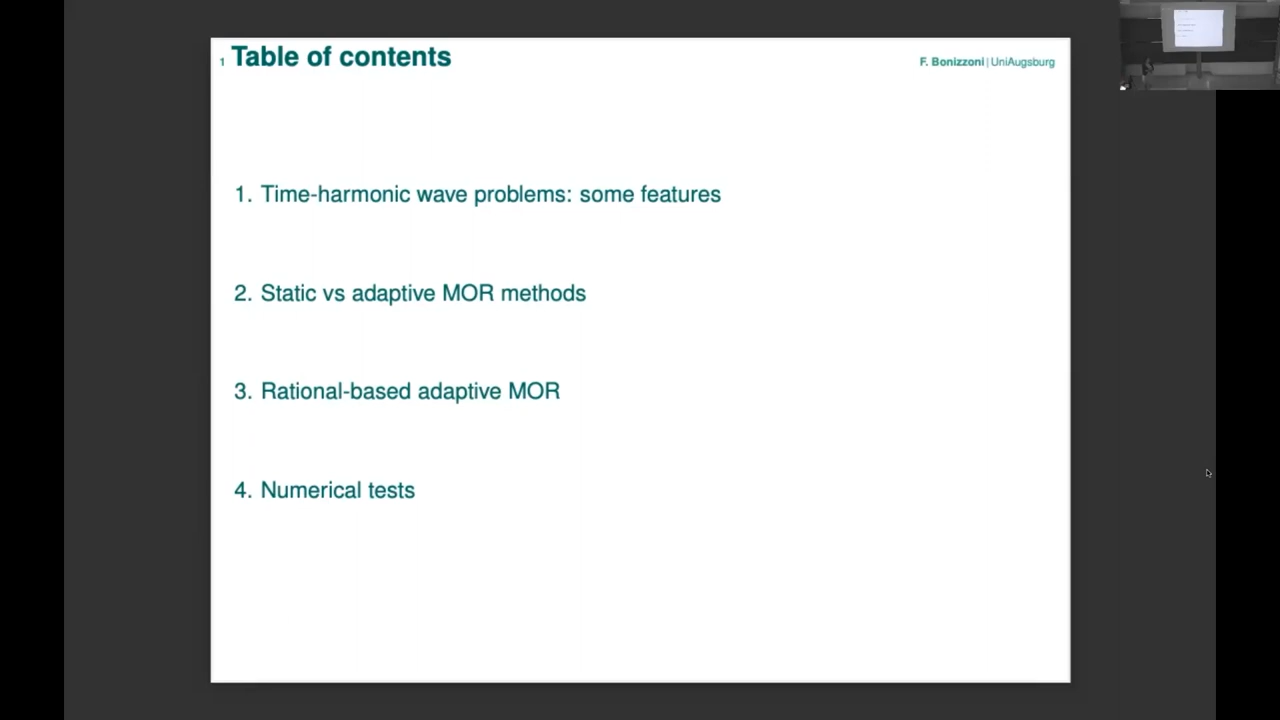 1 Table of contents
F. Bonizzoni | UniAugsburg
1. Time-harmonic wave problems: some features
2. Static vs adaptive MOR methods
3. Rational-based adaptive MOR
4. Numerical tests